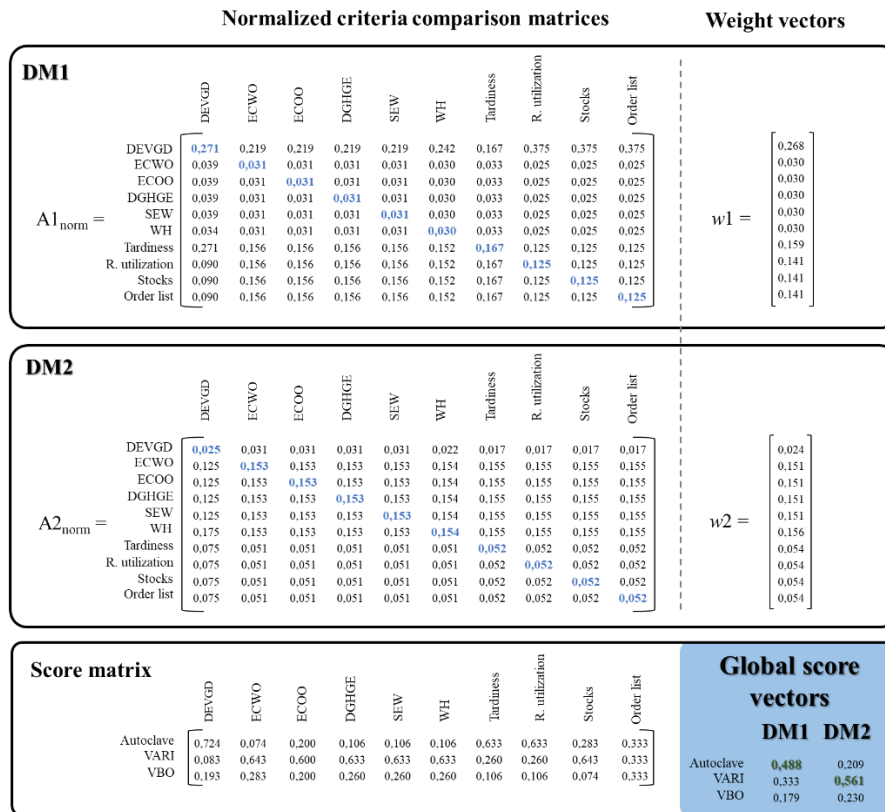 Normalized criteria comparison matrices
Weight vectors
DM1
DEVGD ECWO ECOO DGHGE SEW WH Tardiness R. utilization Stocks Order list
DEVGD 0,271 0,219 0,219 0,219 0,219 0,242 0,167 0,375 0,375 0,375
ECWO 0,039 0,031 0,031 0,031 0,031 0,030 0,033 0,025 0,025 0,025
ECOO 0,039 0,031 0,031 0,031 0,031 0,030 0,033 0,025 0,025 0,025
DGHGE 0,039 0,031 0,031 0,031 0,031 0,030 0,033 0,025 0,025 0,025
SEW 0,039 0,031 0,031 0,031 0,031 0,030 0,033 0,025 0,025 0,025
WH 0,034 0,031 0,031 0,031 0,031 0,030 0,033 0,025 0,025 0,025
Tardiness 0,271 0,156 0,156 0,156 0,156 0,152 0,167 0,125 0,125 0,125
R. utilization 0,090 0,156 0,156 0,156 0,156 0,152 0,167 0,125 0,125 0,125
Stocks 0,090 0,156 0,156 0,156 0,156 0,152 0,167 0,125 0,125 0,125
Order list 0,090 0,156 0,156 0,156 0,156 0,152 0,167 0,125 0,125 0,125
A1norm =
w1 =
0,268
0,030
0,030
0,030
0,030
0,030
0,159
0,141
0,141
0,141
DM2
DEVGD ECWO ECOO DGHGE SEW WH Tardiness R. utilization Stocks Order list
DEVGD 0,025 0,031 0,031 0,031 0,031 0,022 0,017 0,017 0,017 0,017
ECWO 0,125 0,153 0,153 0,153 0,153 0,154 0,155 0,155 0,155 0,155
ECOO 0,125 0,153 0,153 0,153 0,153 0,154 0,155 0,155 0,155 0,155
DGHGE 0,125 0,153 0,153 0,153 0,153 0,154 0,155 0,155 0,155 0,155
SEW 0,125 0,153 0,153 0,153 0,153 0,154 0,155 0,155 0,155 0,155
WH 0,175 0,153 0,153 0,153 0,153 0,154 0,155 0,155 0,155 0,155
Tardiness 0,075 0,051 0,051 0,051 0,051 0,051 0,052 0,052 0,052 0,052
R. utilization 0,075 0,051 0,051 0,051 0,051 0,051 0,052 0,052 0,052 0,052
Stocks 0,075 0,051 0,051 0,051 0,051 0,051 0,052 0,052 0,052 0,052
Order list 0,075 0,051 0,051 0,051 0,051 0,051 0,052 0,052 0,052 0,052
A2norm =
w2 =
0,024
0,151
0,151
0,151
0,151
0,156
0,054
0,054
0,054
0,054
Score matrix
DEVGD ECWO ECOO DGHGE SEW WH Tardiness R. utilization Stocks Order list
Autoclave 0,724 0,074 0,200 0,106 0,106 0,106 0,633 0,633 0,283 0,333
VARI 0,083 0,643 0,600 0,633 0,633 0,633 0,260 0,260 0,643 0,333
VBO 0,193 0,283 0,200 0,260 0,260 0,260 0,106 0,106 0,074 0,333
Global score
vectors
DM1 DM2
Autoclave 0,488 0,209
VARI 0,333 0,561
VBO 0,179 0,230